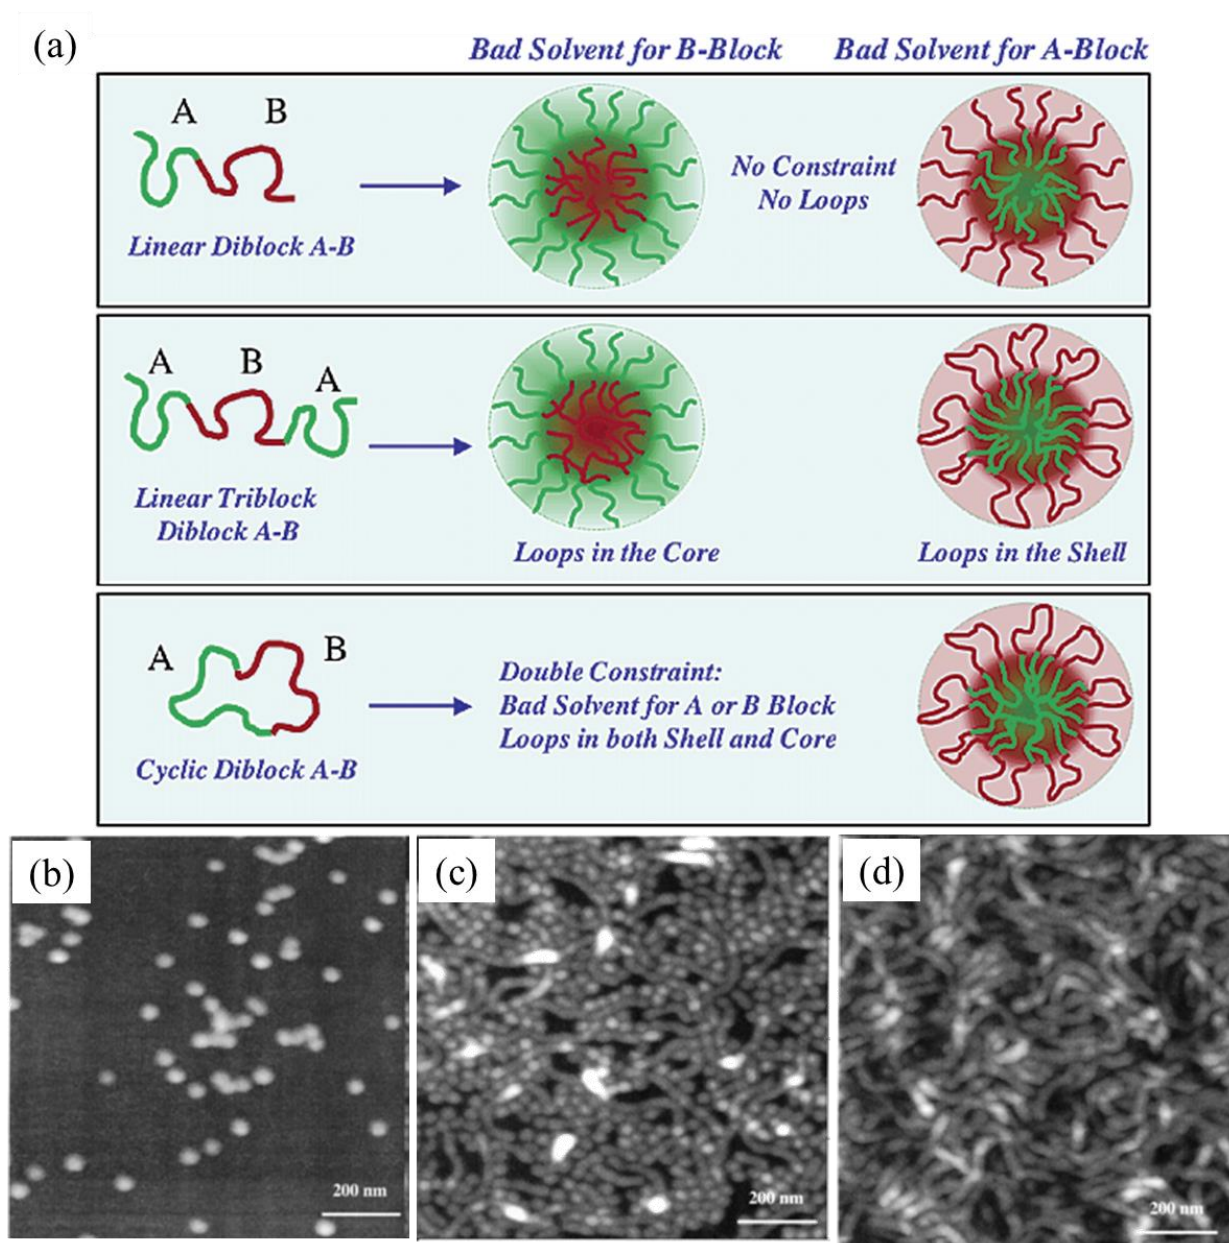 (a)
Bad Solvent for B-Block
Bad Solvent for A-Block
A
B
Linear Diblock A-B
No Constraint
No Loops
A
B
A
Linear Triblock
Diblock A-B
Loops in the Core
Loops in the Shell
A
B
Cyclic Diblock A-B
Double Constraint:
Bad Solvent for A or B Block
Loops in both Shell and Core
(b)
200 nm
(c)
200 nm
(d)
200 nm